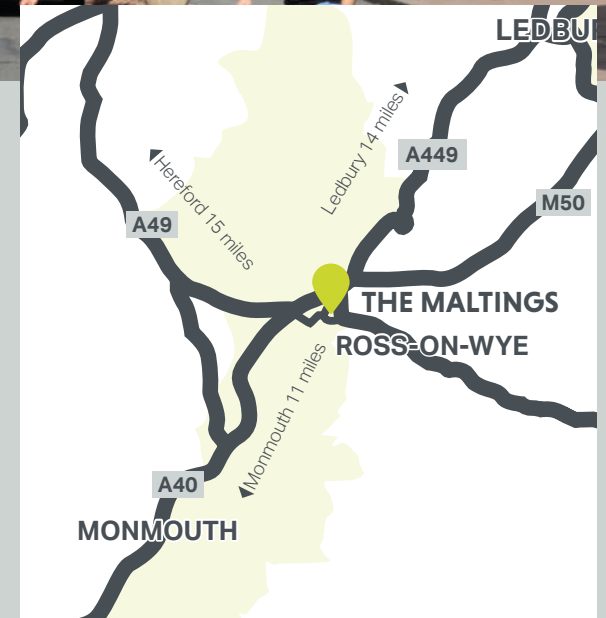 LEDBU
Ledbury 14 miles
A449
Hereford 15 miles
M50
A49
THE MALTINGS
ROSS-ON-WYE
Monmouth 11 miles
A40
MONMOUTH